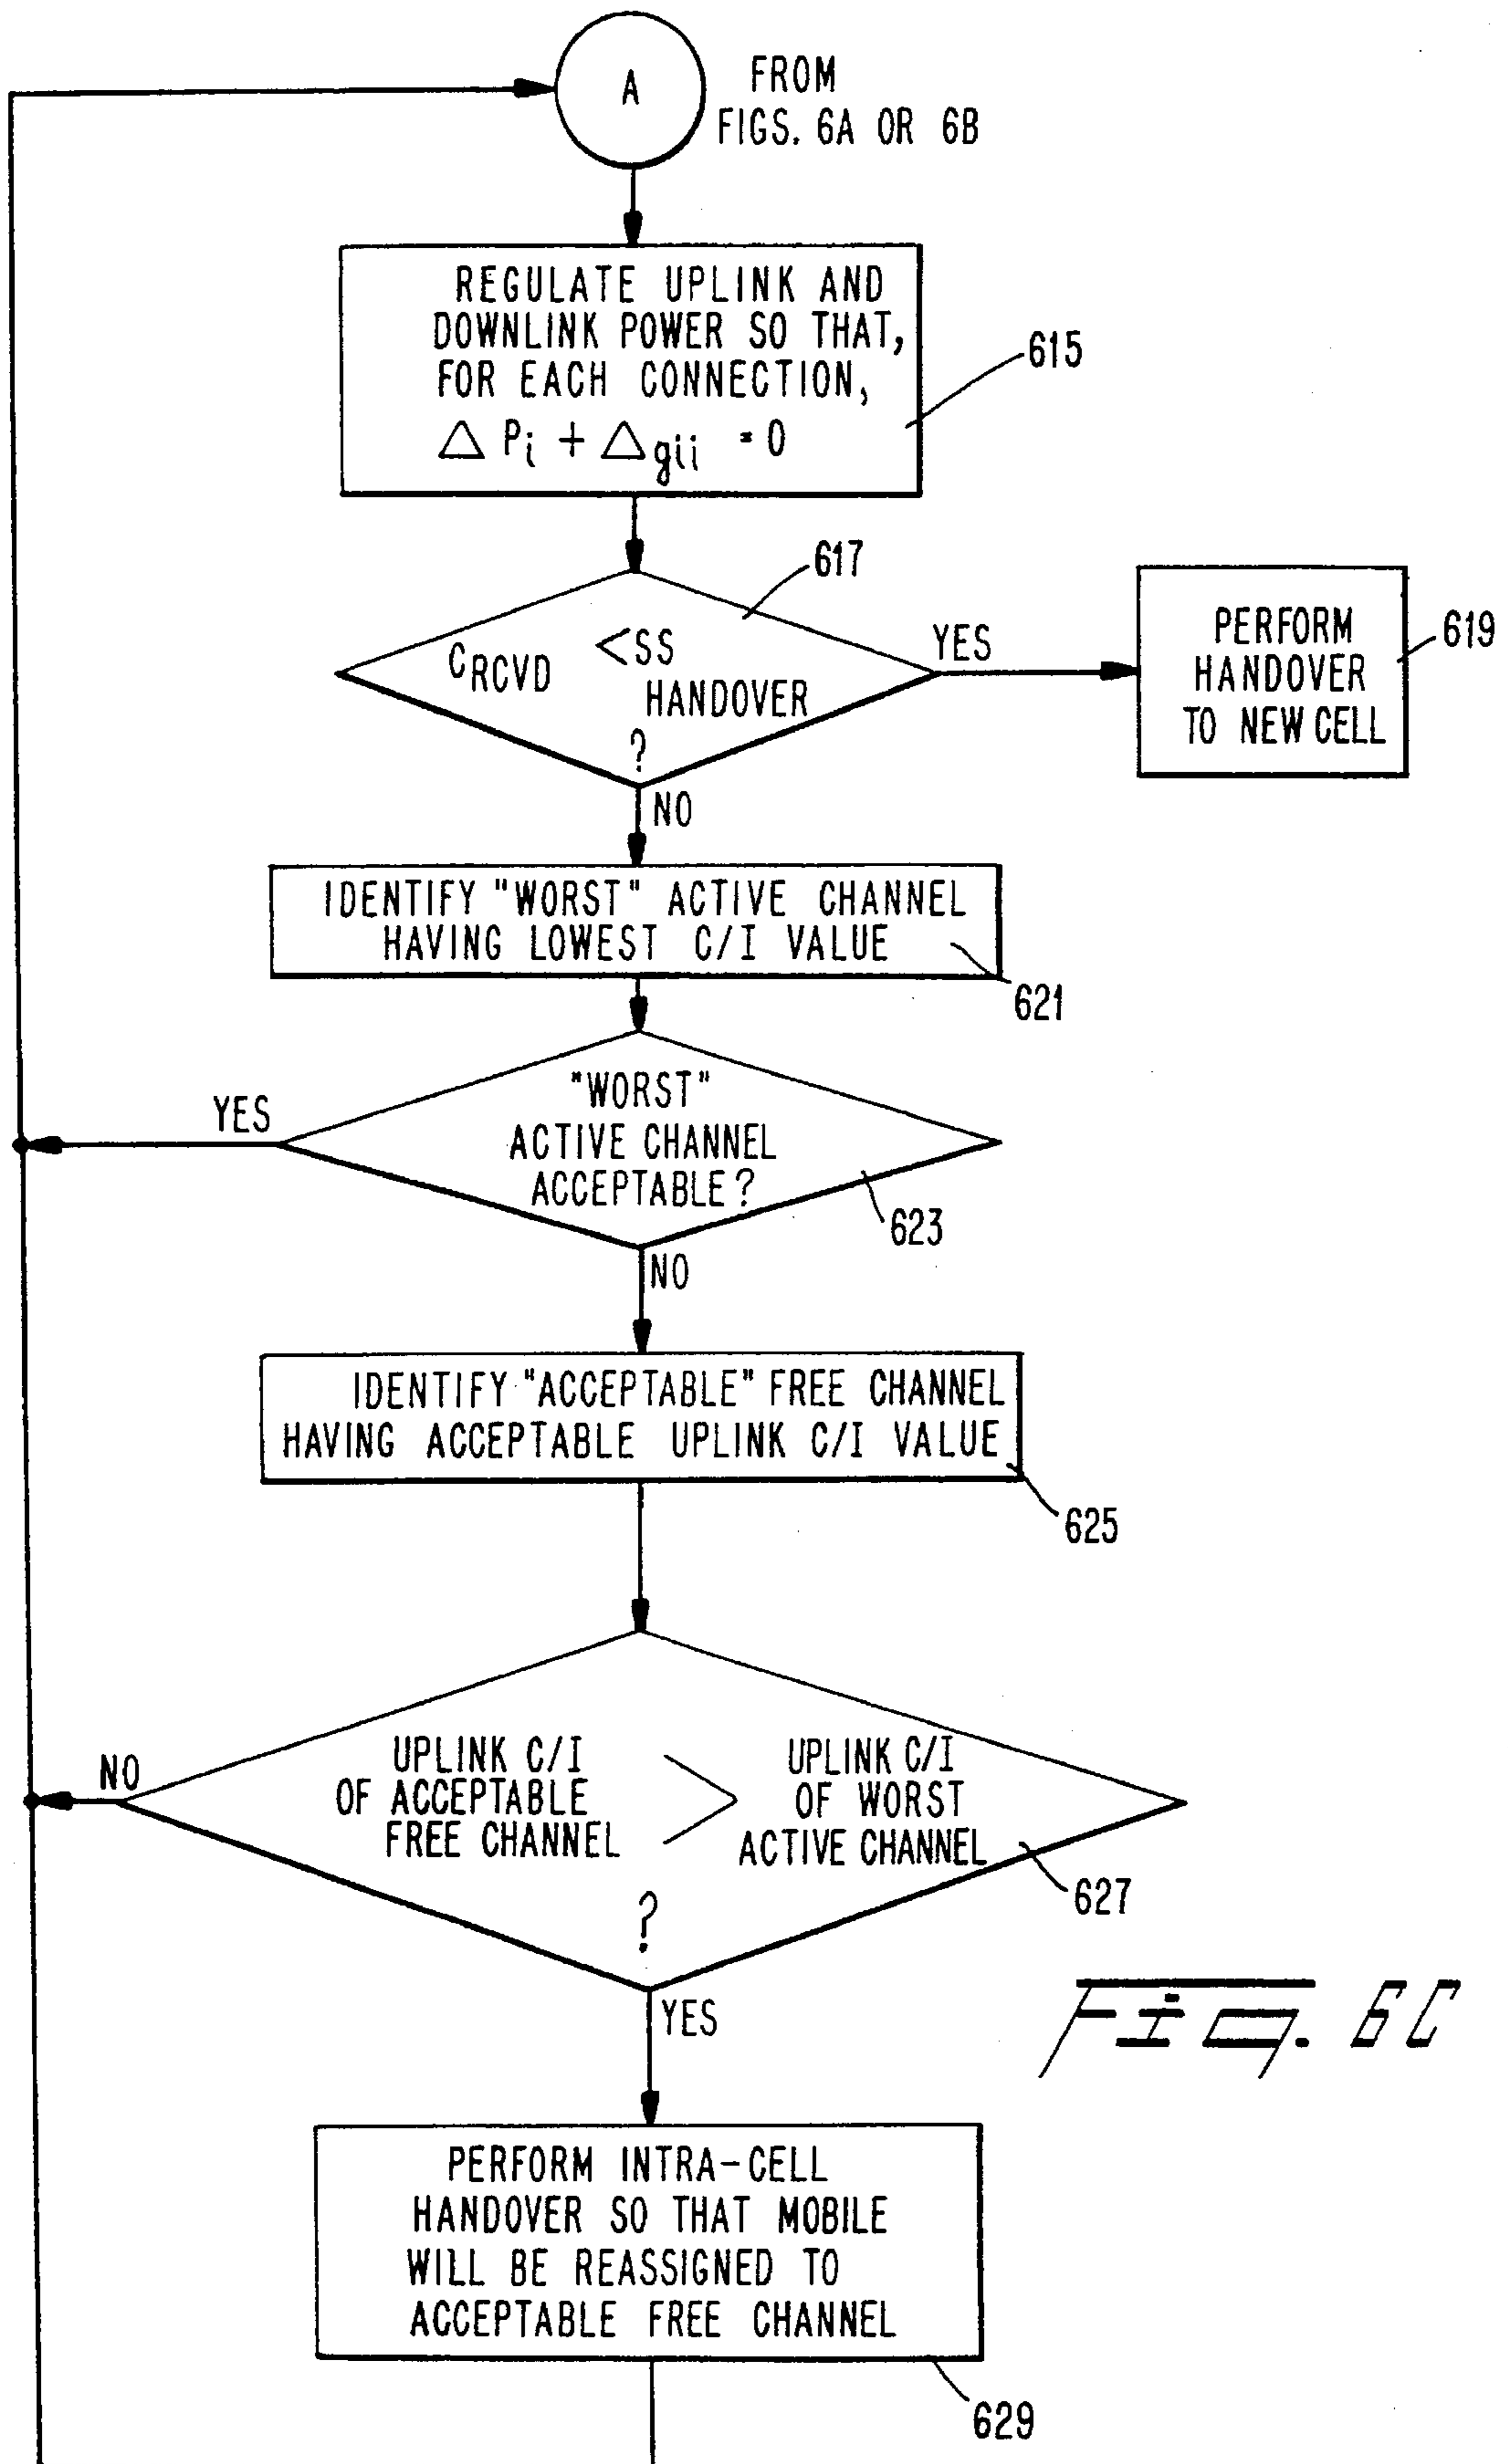 A
FROM
FIGS. 6A OR 6B
REGULATE UPLINK AND
DOWNLINK POWER SO THAT,
FOR EACH CONNECTION,
△ Pi + △gii = 0
615
617
CRCVD <SS
HANDOVER
?
YES
PERFORM
HANDOVER
TO NEW CELL
619
NO
IDENTIFY "WORST" ACTIVE CHANNEL
HAVING LOWEST C/I VALUE
621
YES
"WORST"
ACTIVE CHANNEL
ACCEPTABLE?
623
NO
IDENTIFY "ACCEPTABLE" FREE CHANNEL
HAVING ACCEPTABLE UPLINK C/I VALUE
625
NO
UPLINK C/I
OF ACCEPTABLE
FREE CHANNEL
>
UPLINK C/I
OF WORST
ACTIVE CHANNEL
?
627
YES
Fig. 6C
PERFORM INTRA-CELL
HANDOVER SO THAT MOBILE
WILL BE REASSIGNED TO
ACCEPTABLE FREE CHANNEL
629